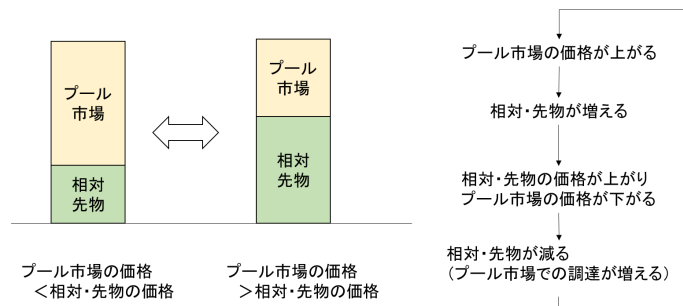 プール
市場
相対
先物
プール
市場
相対
先物
プール市場の価格
＜相対・先物の価格
プール市場の価格
＞相対・先物の価格
プール市場の価格が上がる
相対・先物が増える
相対・先物の価格が上がり
プール市場の価格が下がる
相対・先物が減る
（プール市場での調達が増える）